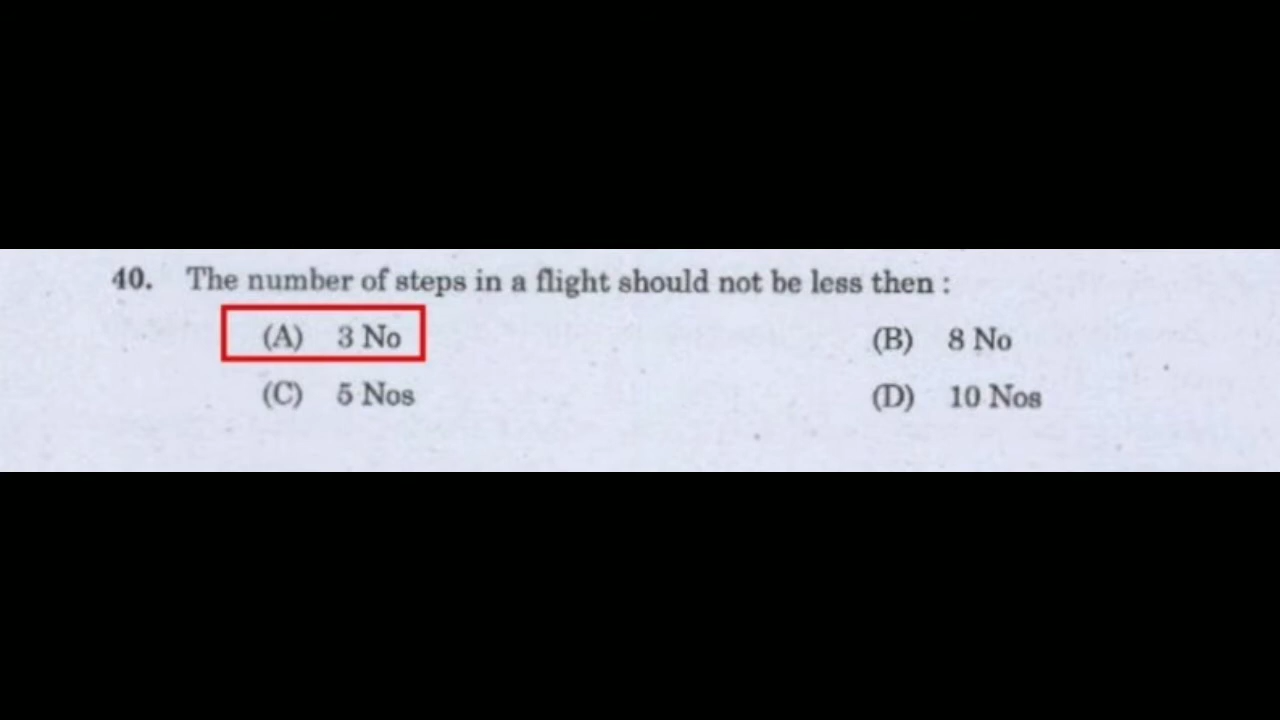 40. The number of steps in a flight should not be less then :
(A) 3 No (B) 8 No
(C) 5 Nos (D) 10 Nos